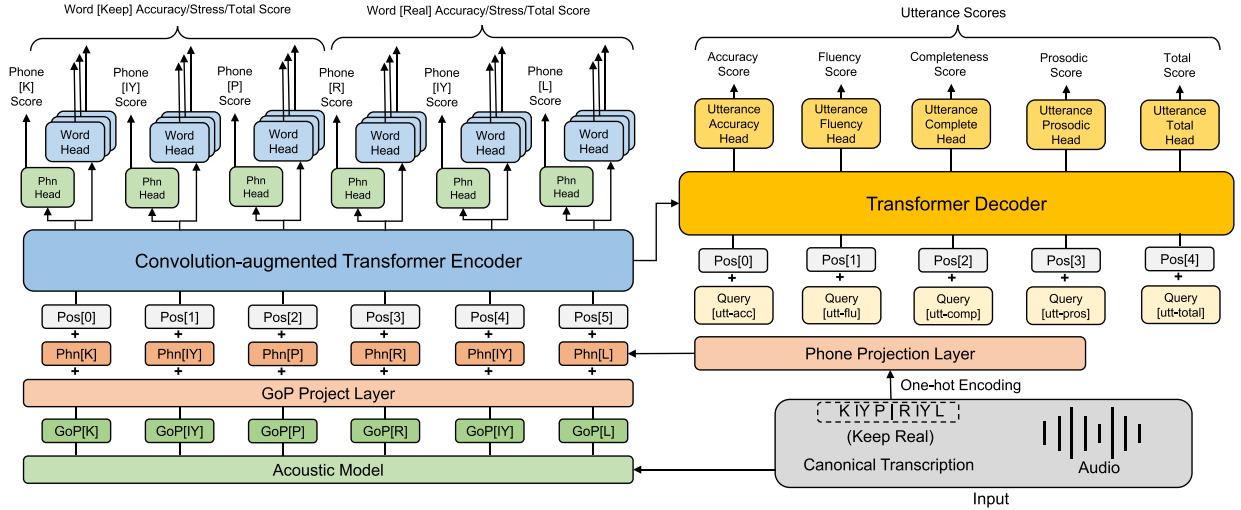 Word [Keep] Accuracy/Stress/Total Score
Word [Real] Accuracy/Stress/Total Score
Phone
[K]
Score
Phone
[IY]
Score
Phone
[P]
Score
Phone
[R]
Score
Phone
[IY]
Score
Phone
[L]
Score
Word
Head
Word
Head
Word
Head
Word
Head
Word
Head
Word
Head
Phn
Head
Phn
Head
Phn
Head
Phn
Head
Phn
Head
Phn
Head
Convolution-augmented Transformer Encoder
Pos[0]
Pos[1]
Pos[2]
Pos[3]
Pos[4]
Pos[5]
+ + + + + +
Phn[K]
Phn[IY]
Phn[P]
Phn[R]
Phn[IY]
Phn[L]
+ + + + + +
GoP Project Layer
GoP[K]
GoP[IY]
GoP[P]
GoP[R]
GoP[IY]
GoP[L]
Acoustic Model
Utterance Scores
Accuracy
Score
Fluency
Score
Completeness
Score
Prosodic
Score
Total
Score
Utterance
Accuracy
Head
Utterance
Fluency
Head
Utterance
Complete
Head
Utterance
Prosodic
Head
Utterance
Total
Head
Transformer Decoder
Pos[0]
Pos[1]
Pos[2]
Pos[3]
Pos[4]
+ + + + +
Query
[utt-acc]
Query
[utt-flu]
Query
[utt-comp]
Query
[utt-pros]
Query
[utt-total]
Phone Projection Layer
One-hot Encoding
K IY P | R IY L
(Keep Real)
Canonical Transcription
Audio
Input